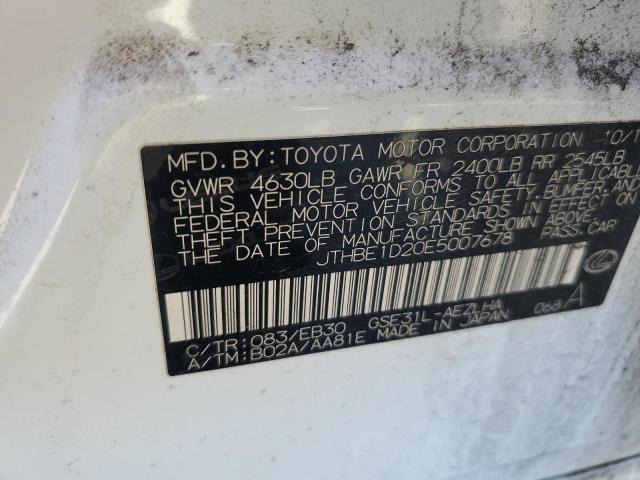 MFD. BY: TOYOTA MOTOR CORPORATION 10/1
GVWR 4630LB GAWR FR 2400LB RR 2545LB
THIS VEHICLE CONFORMS TO ALL APPLICABLE
FEDERAL MOTOR VEHICLE SAFETY, BUMPER, AND
THEFT PREVENTION STANDARDS IN EFFECT ON
THE DATE OF MANUFACTURE SHOWN ABOVE.
JTHBE1D20E5007678 PASS. CAR
C/TR: 083/EB30 GSE31L-AEZLHA 068 A
A/TM: B02A/AA81E MADE IN JAPAN